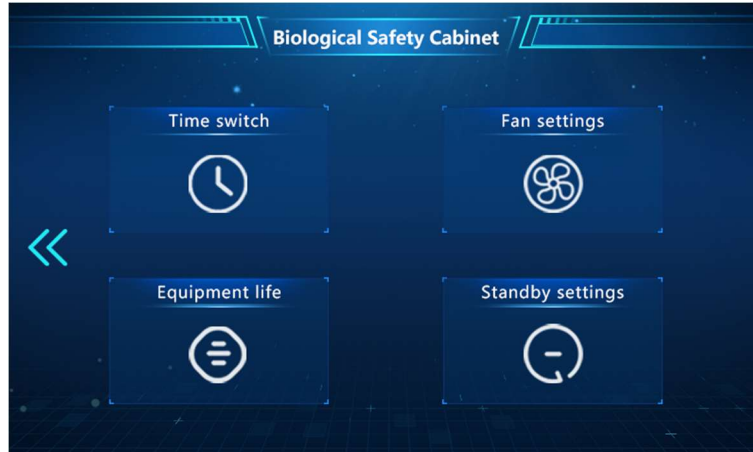 Biological Safety Cabinet
Time switch
Fan settings
Equipment life
Standby settings